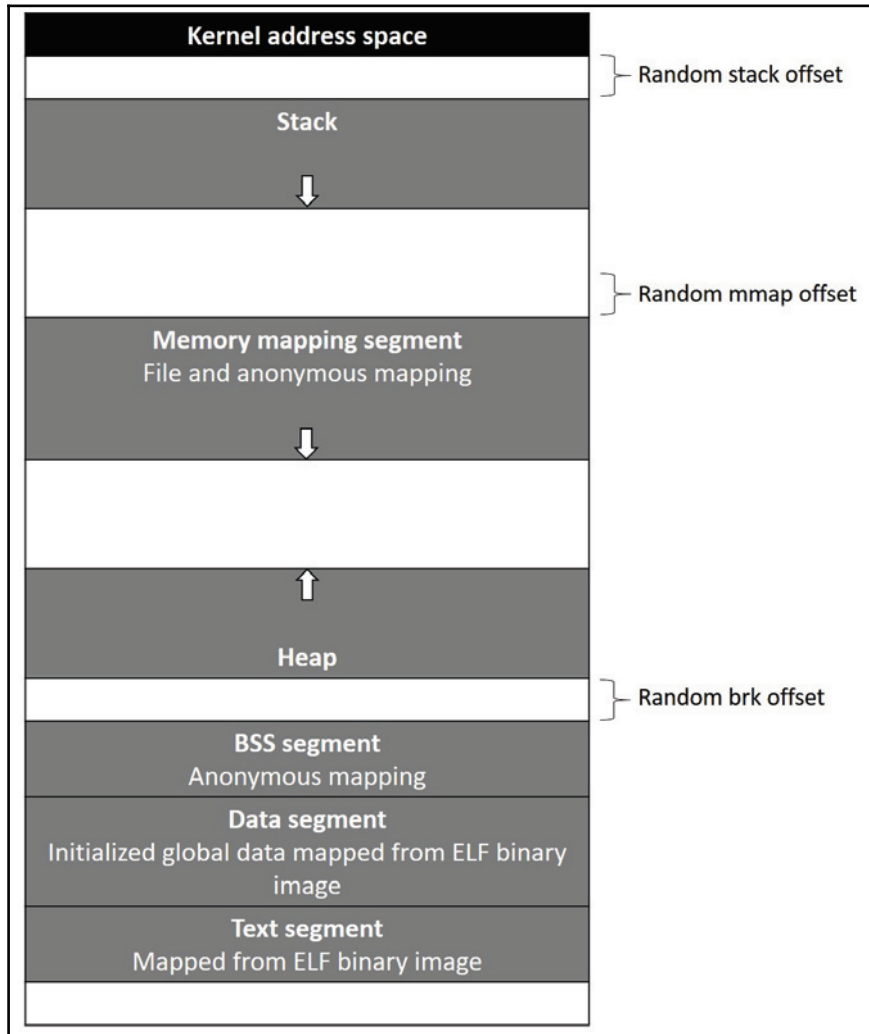 Kernel address space
Random stack offset
Stack
Random mmap offset
Memory mapping segment
File and anonymous mapping
Heap
Random brk offset
BSS segment
Anonymous mapping
Data segment
Initialized global data mapped from ELF binary
image
Text segment
Mapped from ELF binary image